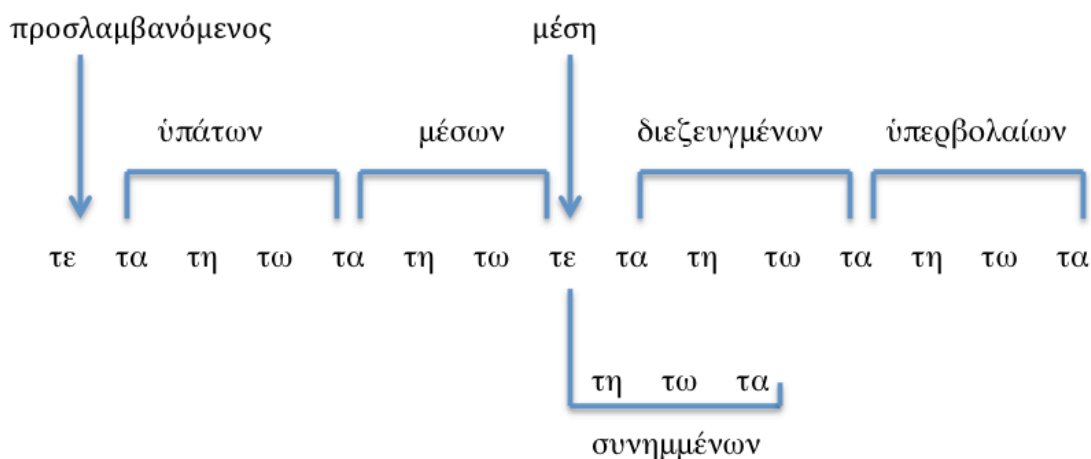 προσλαμβανόμενος μέση
ὑπάτων μέσων διεζευγμένων ὑπερβολαίων
τε τα τη τω τα τη τω τε τα τη τω τα τη τω τα
τη τω τα
συνημμένων